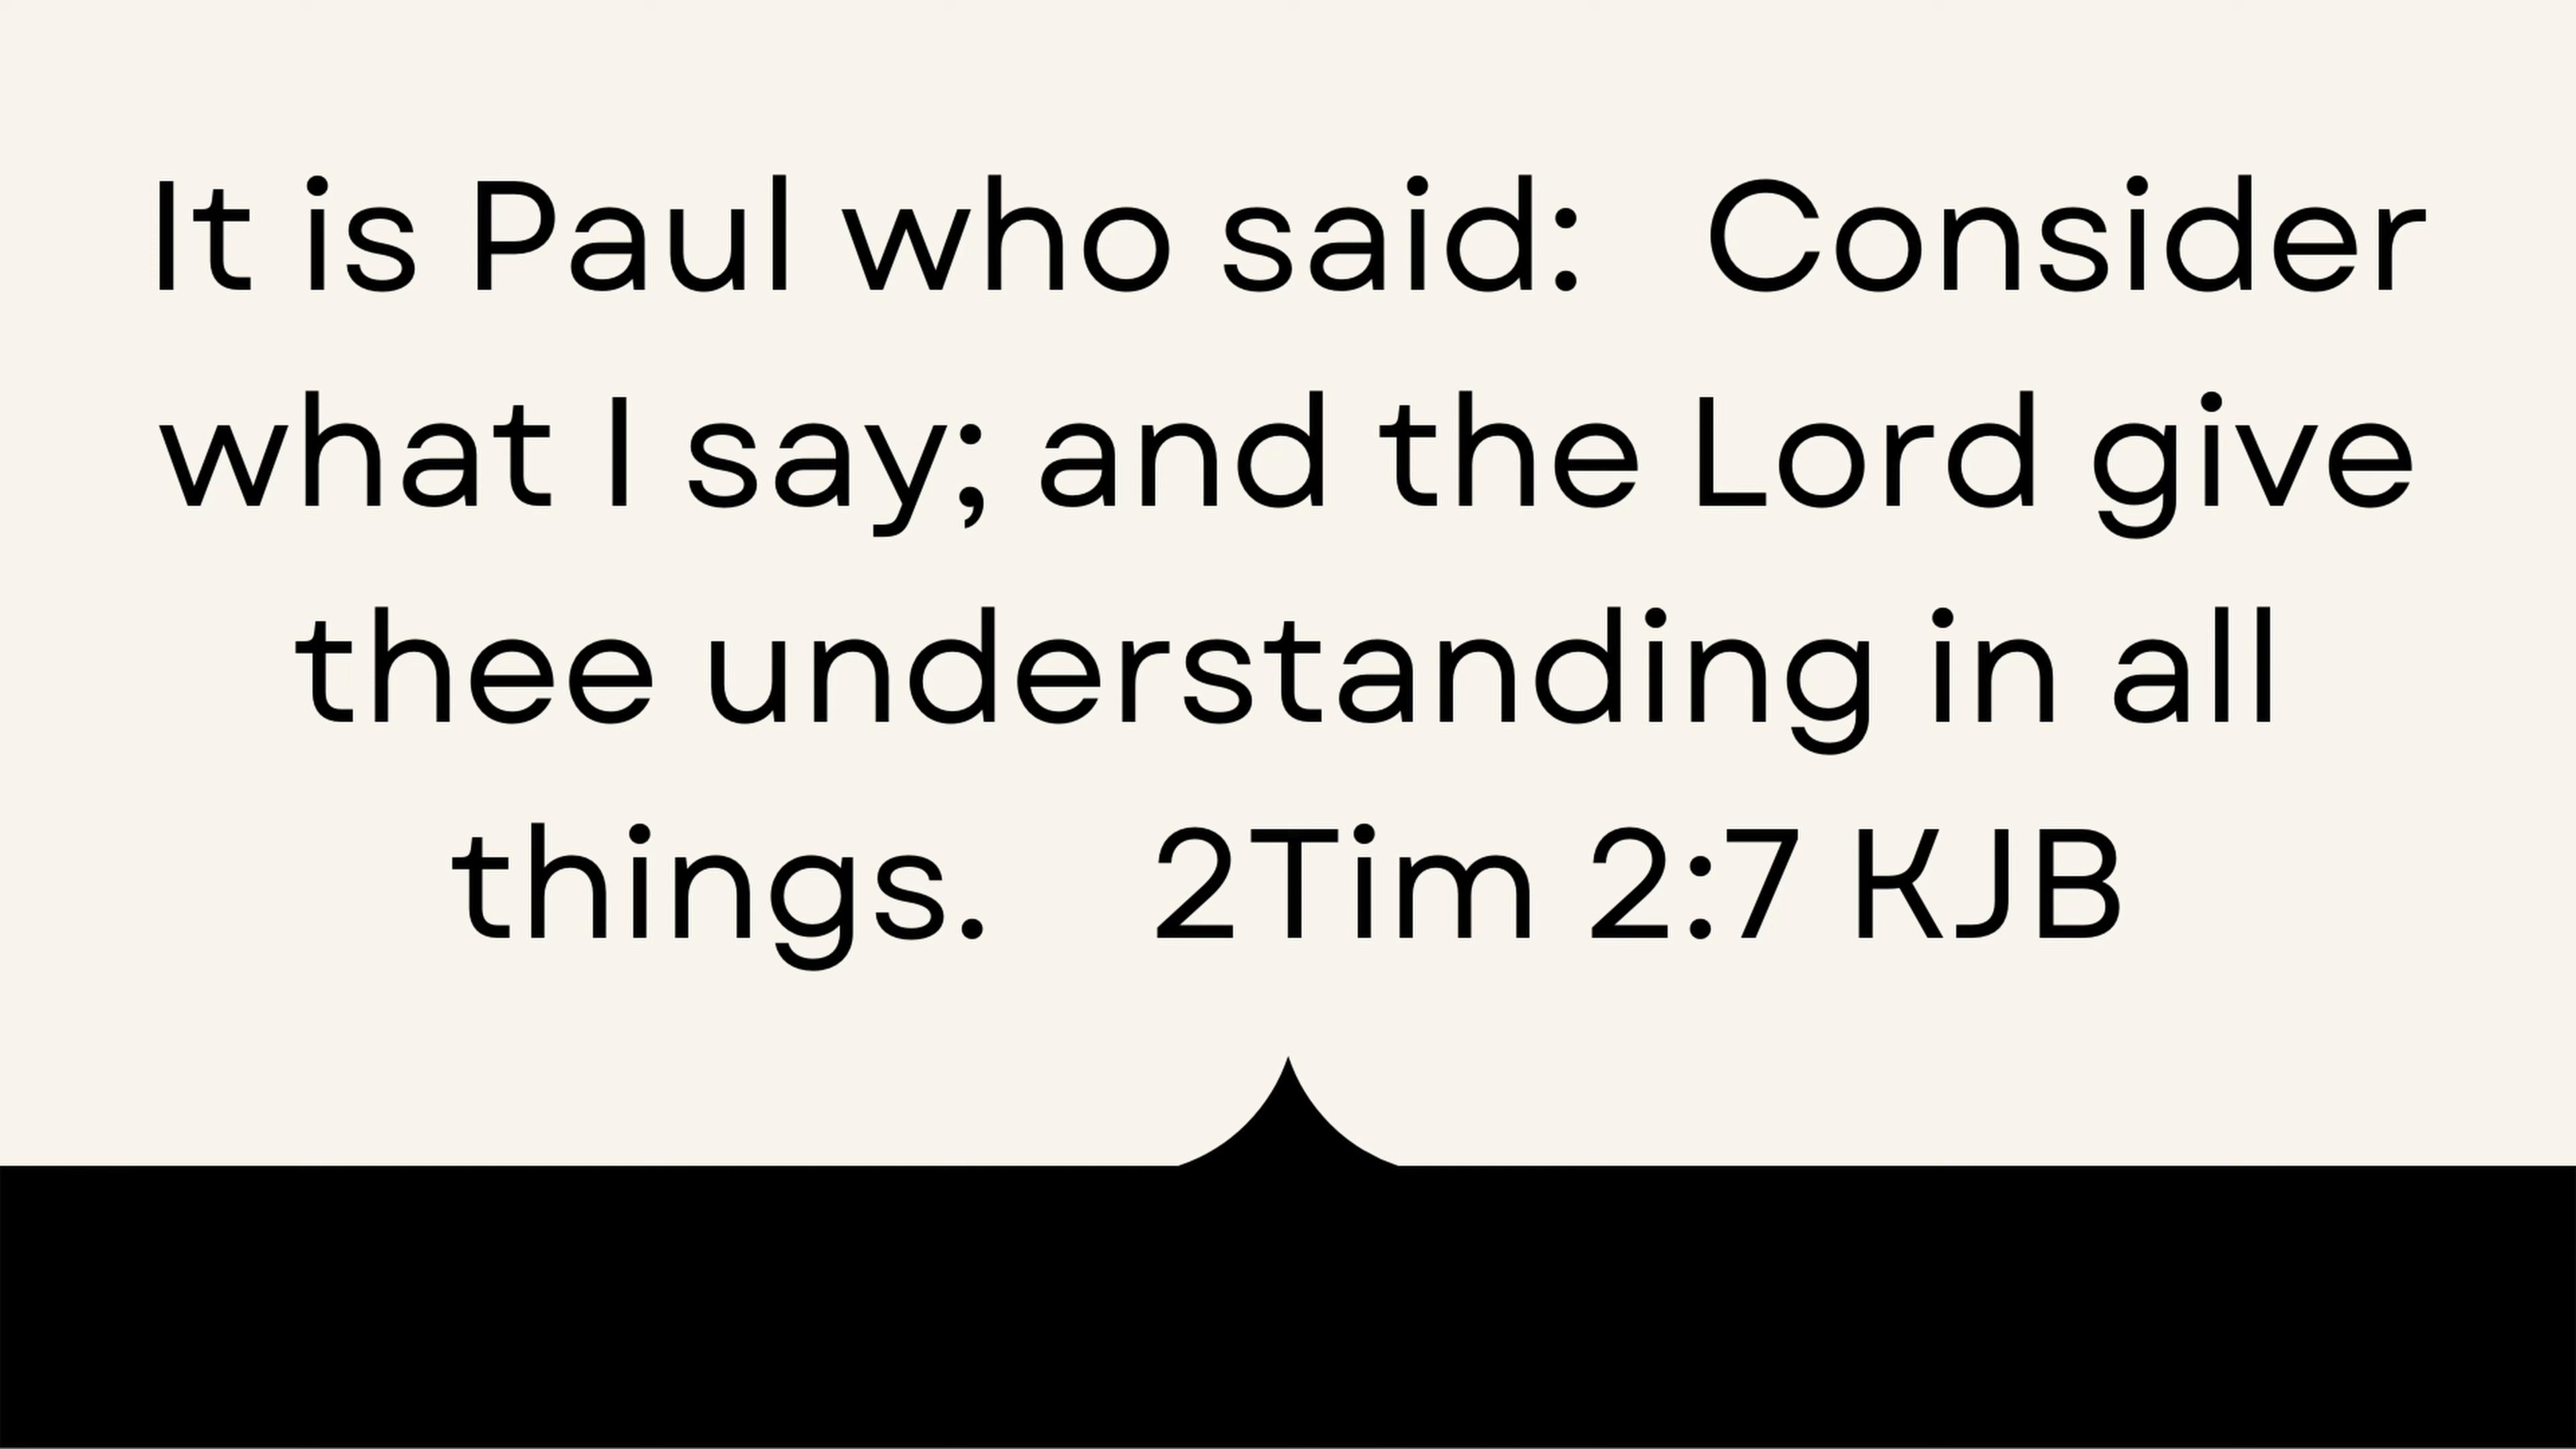 It is Paul who said:  Consider
what I say; and the Lord give
thee understanding in all
things.   2Tim 2:7 KJB